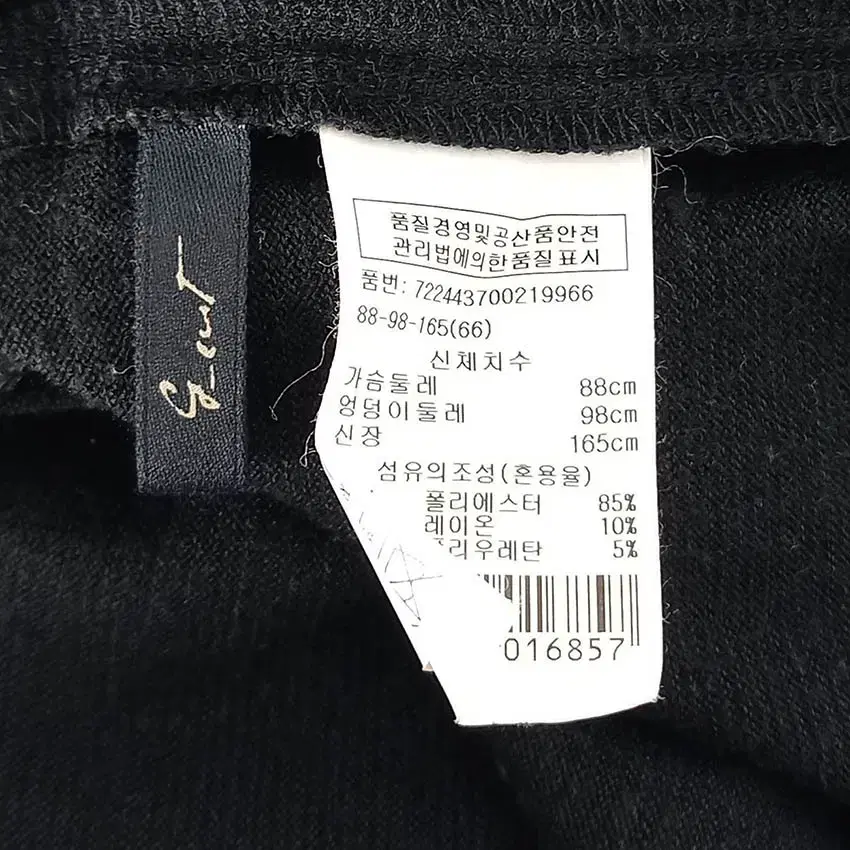 품질경영및공산품안전
관리법에의한품질표시
품번: 722443700219966
88-98-165(66)
신체치수
가슴둘레 88cm
엉덩이둘레 98cm
신장 165cm
섬유의조성(혼용율)
폴리에스터 85%
레이온 10%
리우레탄 5%
016857